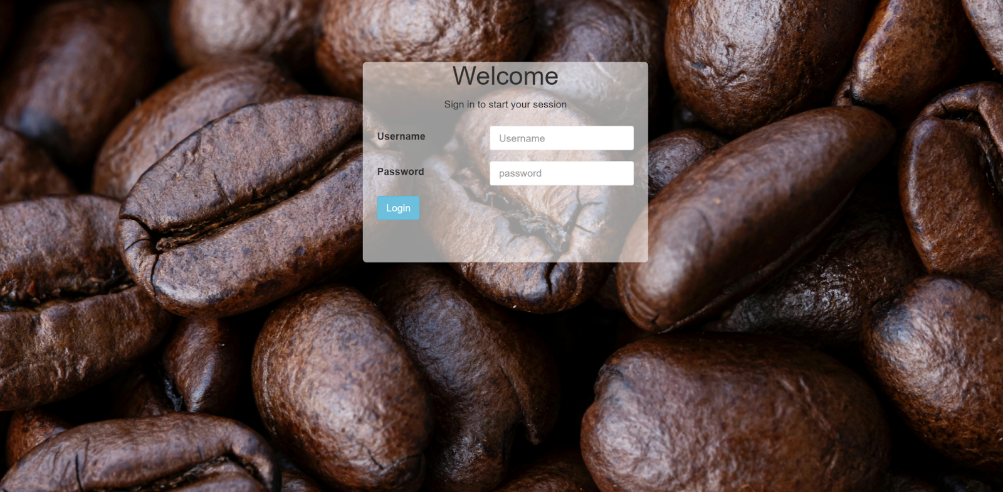 Welcome
Sign in to start your session
Username Username
Password password
Login